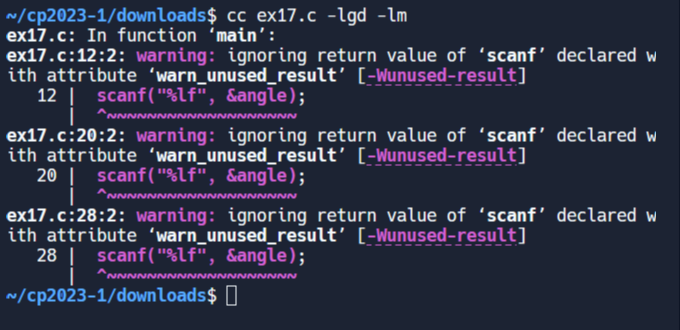 ~/cp2023-1/downloads$ cc ex17.c -lgd -lm
ex17.c: In function ‘main’:
ex17.c:12:2: warning: ignoring return value of ‘scanf’ declared w
ith attribute ‘warn_unused_result’ [-Wunused-result]
   12 |  scanf("%lf", &angle);
      |  ^~~~~~~~~~~~~~~~~~~~
ex17.c:20:2: warning: ignoring return value of ‘scanf’ declared w
ith attribute ‘warn_unused_result’ [-Wunused-result]
   20 |  scanf("%lf", &angle);
      |  ^~~~~~~~~~~~~~~~~~~~
ex17.c:28:2: warning: ignoring return value of ‘scanf’ declared w
ith attribute ‘warn_unused_result’ [-Wunused-result]
   28 |  scanf("%lf", &angle);
      |  ^~~~~~~~~~~~~~~~~~~~
~/cp2023-1/downloads$